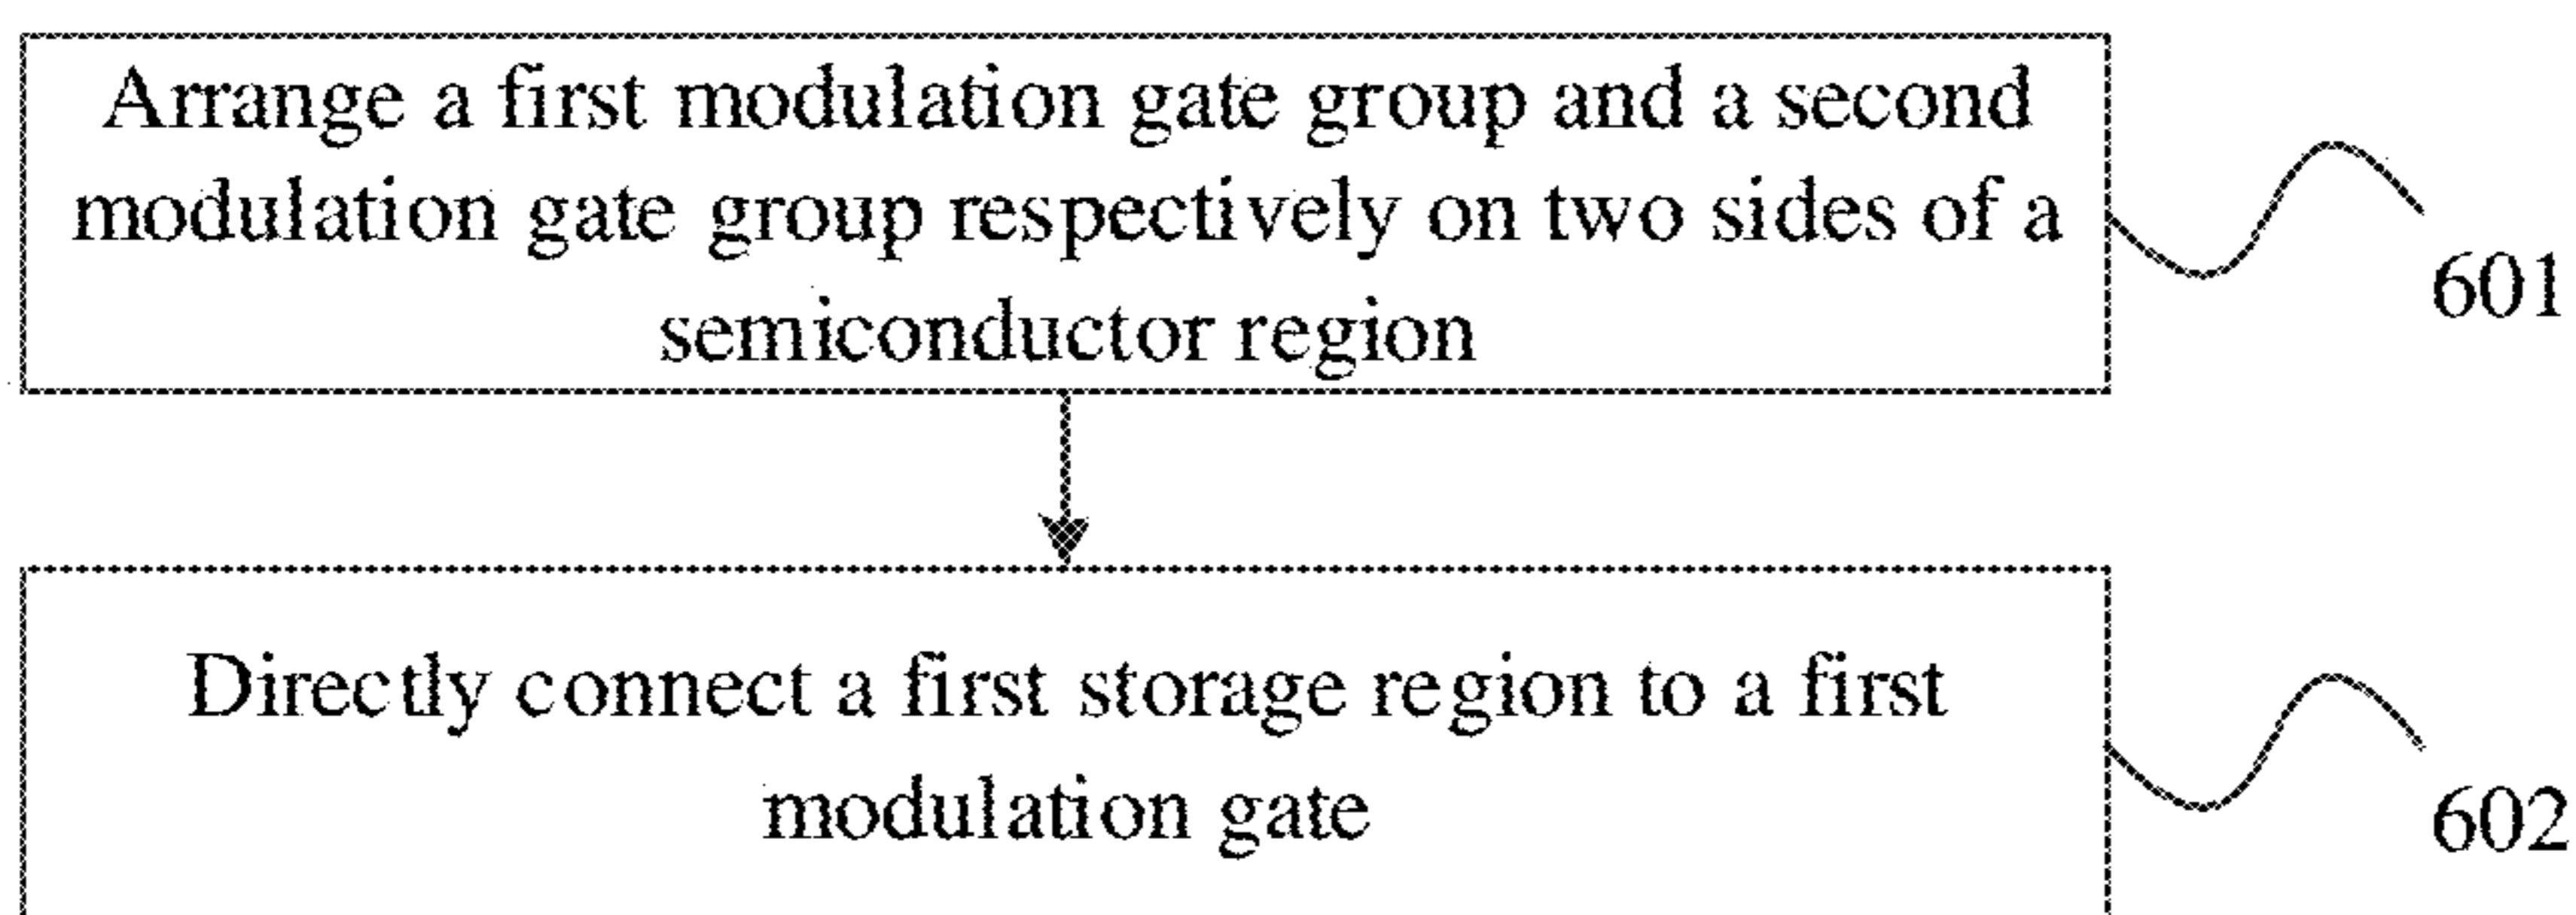 Arrange a first modulation gate group and a second
modulation gate group respectively on two sides of a
semiconductor region
601
Directly connect a first storage region to a first
modulation gate
602